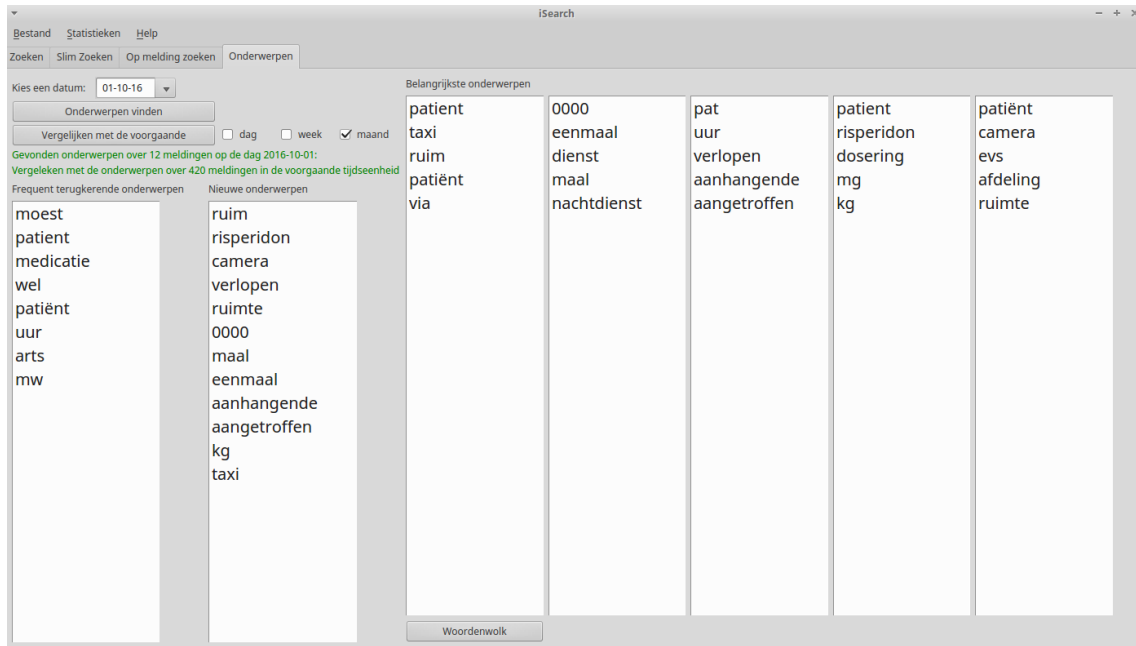 iSearch
Bestand Statistieken Help
Zoeken Slim Zoeken Op melding zoeken Onderwerpen
Kies een datum: 01-10-16
Onderwerpen vinden
Vergelijken met de voorgaande dag week maand
Gevonden onderwerpen over 12 meldingen op de dag 2016-10-01:
Vergeleken met de onderwerpen over 420 meldingen in de voorgaande tijdseenheid
Frequent terugkerende onderwerpen
moest
patient
medicatie
wel
patiënt
uur
arts
mw
Nieuwe onderwerpen
ruim
risperidon
camera
verlopen
ruimte
0000
maal
eenmaal
aanhangende
aangetroffen
kg
taxi
Belangrijkste onderwerpen
patient
taxi
ruim
patiënt
via
0000
eenmaal
dienst
maal
nachtdienst
pat
uur
verlopen
aanhangende
aangetroffen
patient
risperidon
dosering
mg
kg
patiënt
camera
evs
afdeling
ruimte
Woordenwolk